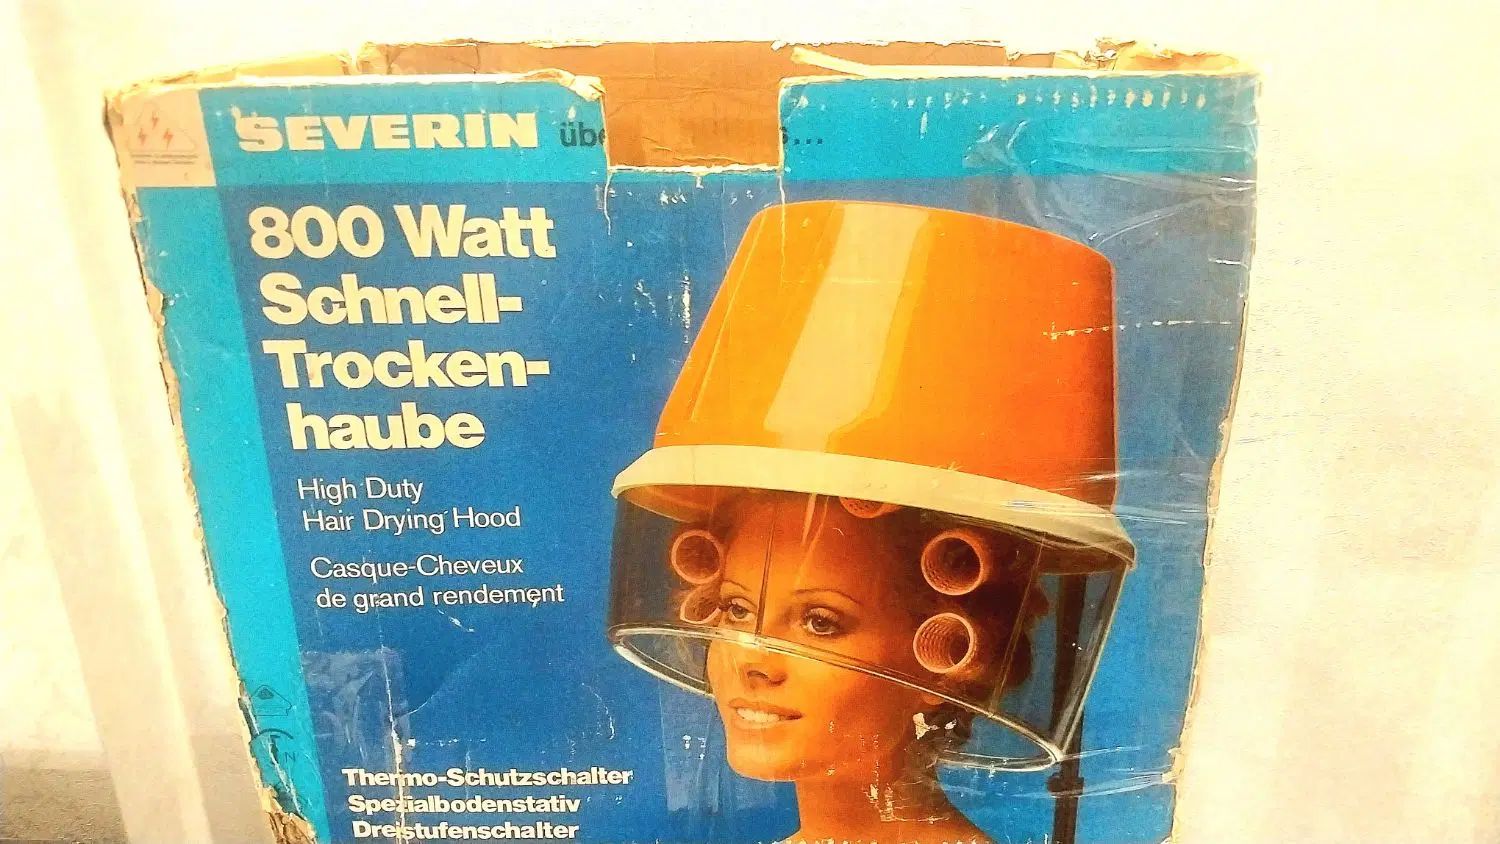 SEVERIN
800 Watt
Schnell-
Trocken-
haube
High Duty
Hair Drying Hood
Casque-Cheveux
de grand rendement
Thermo-Schutzschalter
Spezialbodenstativ
Dreistufenschalter